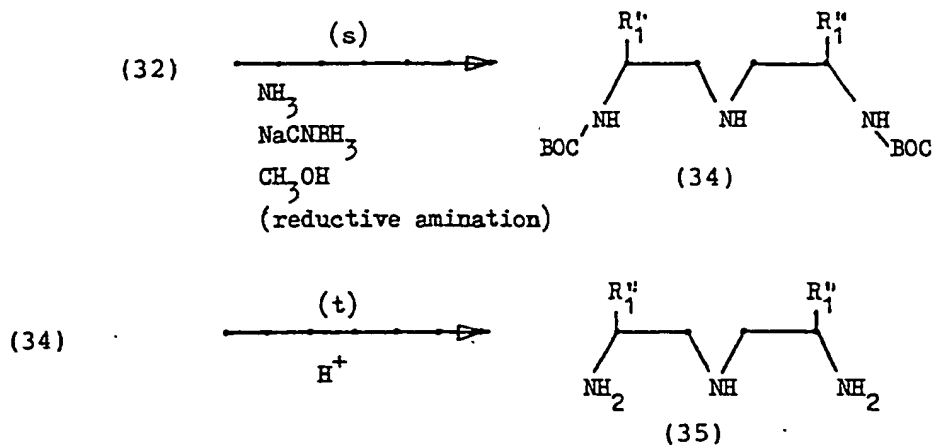 (s)
(32)
NH3
NaCNBH3
CH3OH
(reductive amination)
R1" R1"
NH NH NH
BOC BOC
(34)
(t)
(34)
H+
R1" R1"
NH2 NH NH2
(35)